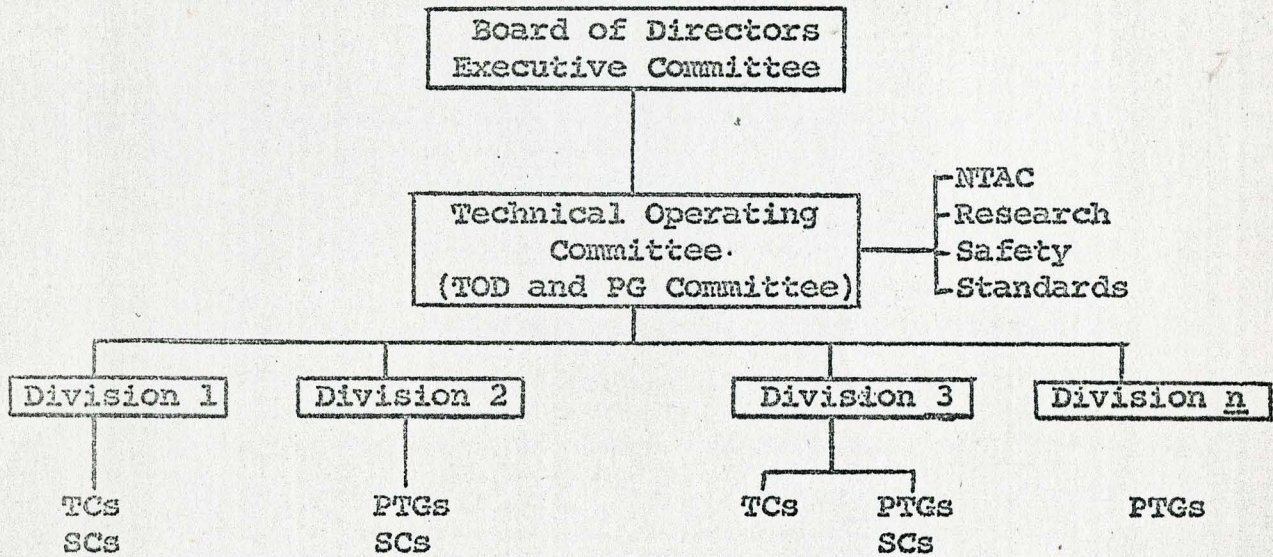 Board of Directors
Executive Committee
Technical Operating
Committee.
(TOD and PG Committee)
NTAC
Research
Safety
Standards
Division 1
Division 2
Division 3
Division n
TCs
SCs
PTGs
SCs
TCs
PTGs
SCs
PTGs